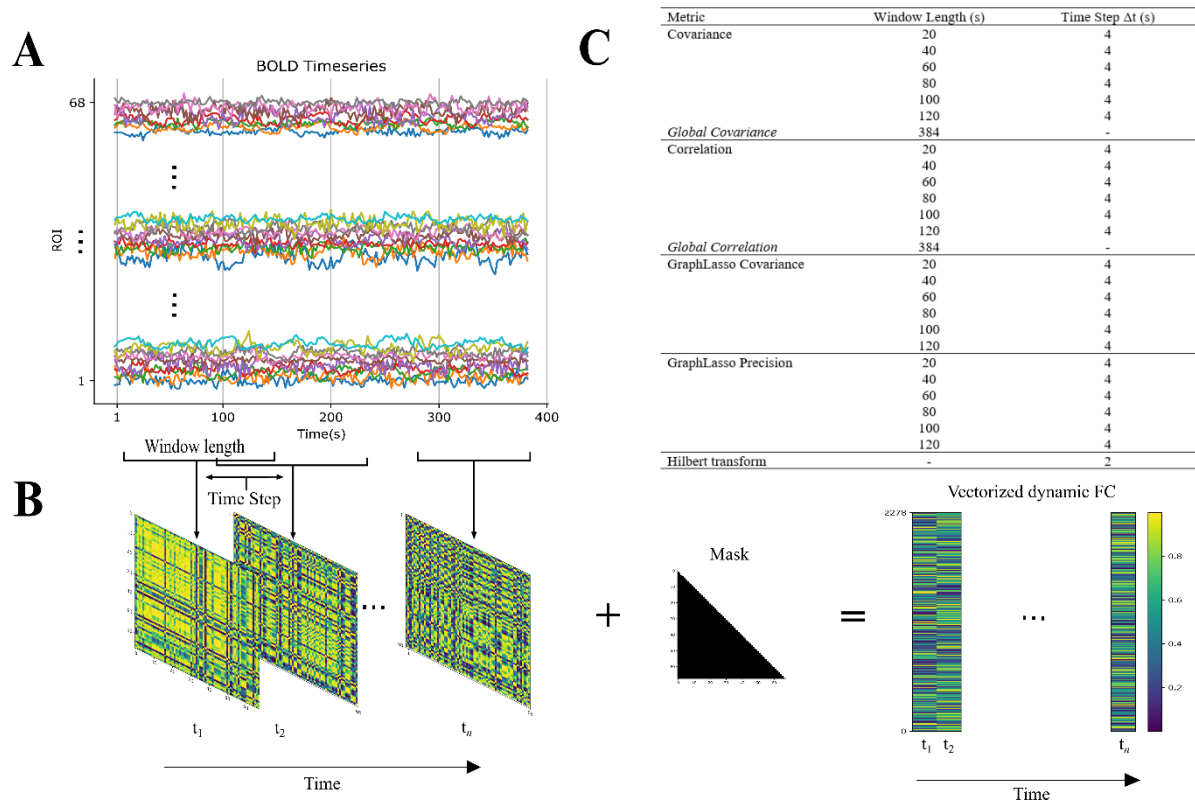 A
BOLD Timeseries
68
ROI
1
1 100 200 300 400
Time(s)
C
Metric Window Length (s) Time Step Δt (s)
Covariance 20 4
40 4
60 4
80 4
100 4
120 4
Global Covariance 384 -
Correlation 20 4
40 4
60 4
80 4
100 4
120 4
Global Correlation 384 -
GraphLasso Covariance 20 4
40 4
60 4
80 4
100 4
120 4
GraphLasso Precision 20 4
40 4
60 4
80 4
100 4
120 4
Hilbert transform - 2
Window length
Time Step
B
t1 t2 ... tn
Time
+
Mask
=
Vectorized dynamic FC
2278
0
...
0.8
0.6
0.4
0.2
t1 t2 tn
Time